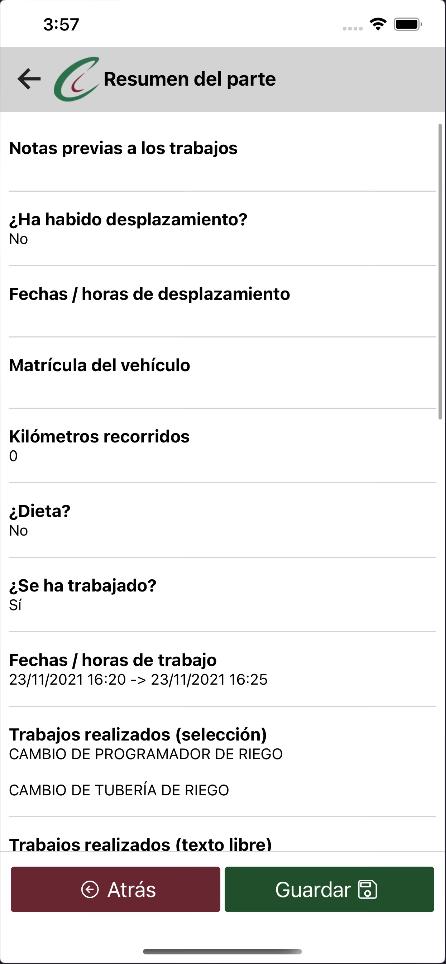 3:57
Resumen del parte
Notas previas a los trabajos
¿Ha habido desplazamiento?
No
Fechas / horas de desplazamiento
Matrícula del vehículo
Kilómetros recorridos
0
¿Dieta?
No
¿Se ha trabajado?
Sí
Fechas / horas de trabajo
23/11/2021 16:20 -> 23/11/2021 16:25
Trabajos realizados (selección)
CAMBIO DE PROGRAMADOR DE RIEGO
CAMBIO DE TUBERÍA DE RIEGO
Trabajos realizados (texto libre)
Atrás
Guardar